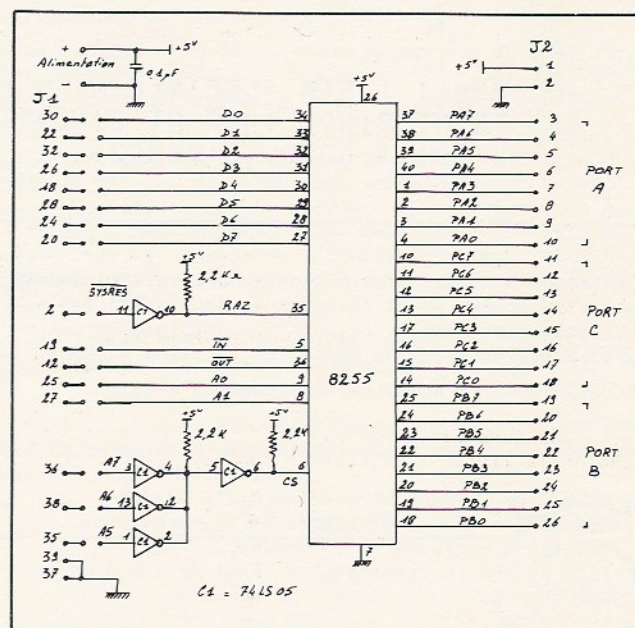 + +5V
Alimentation 0.1µF
-
J1
+5V
26
J2
+5V 1
2
30 D0 34
22 D1 33
32 D2 32
26 D3 31
18 D4 30
28 D5 29
24 D6 28
20 D7 27
+5V
2,2K
SYSRES
2 11 C1 10 RAZ 35
19 IN 5
12 OUT 36
25 A0 9
27 A1 8
8255
+5V +5V
2,2K 2,2K
36 A7 3 C1 4 5 C1 6 CS 6
38 A6 13 C1 12
35 A5 1 C1 2
39
37
7
C1 = 74LS05
37 PA7 3
38 PA6 4
39 PA5 5
40 PA4 6
1 PA3 7
2 PA2 8
3 PA1 9
4 PA0 10
PORT
A
10 PC7 11
11 PC6 12
12 PC5 13
13 PC4 14
17 PC3 15
16 PC2 16
15 PC1 17
14 PC0 18
PORT
C
25 PB7 19
24 PB6 20
23 PB5 21
22 PB4 22
21 PB3 23
20 PB2 24
19 PB1 25
18 PB0 26
PORT
B